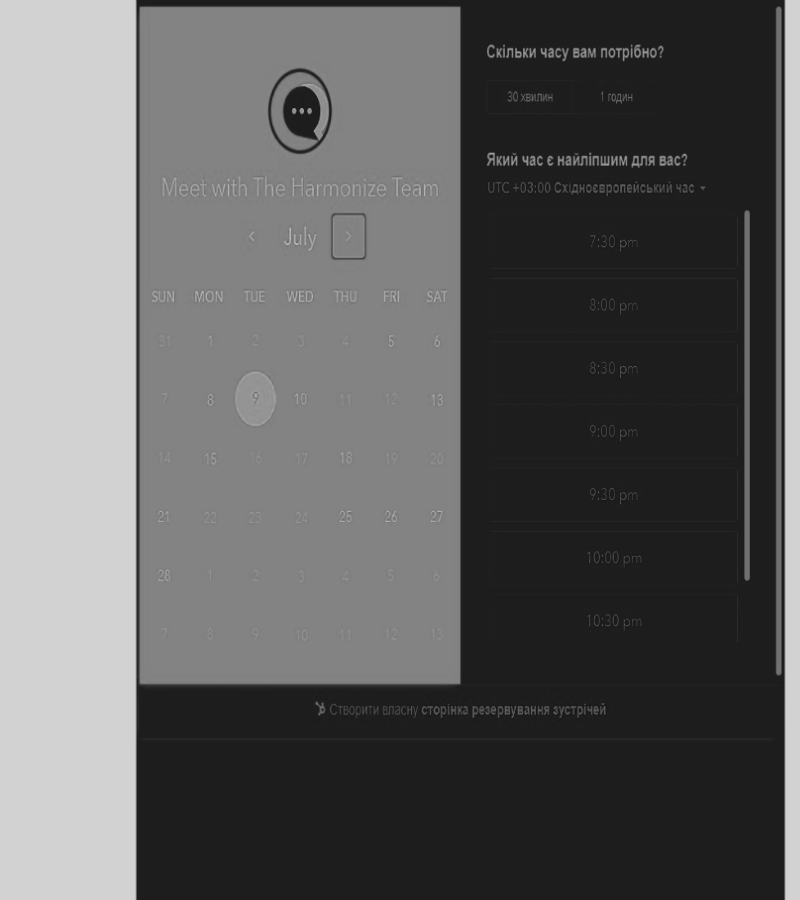 Meet with The Harmonize Team
July
SUN MON TUE WED THU FRI SAT
31 1 2 3 4 5 6
7 8 9 10 11 12 13
14 15 16 17 18 19 20
21 22 23 24 25 26 27
28 1 2 3 4 5 6
7 8 9 10 11 12 13
Скільки часу вам потрібно?
30 хвилин 1 годин
Який час є найліпшим для вас?
UTC +03:00 Східноєвропейський час
7:30 pm
8:00 pm
8:30 pm
9:00 pm
9:30 pm
10:00 pm
10:30 pm
Створити власну сторінка резервування зустрічей